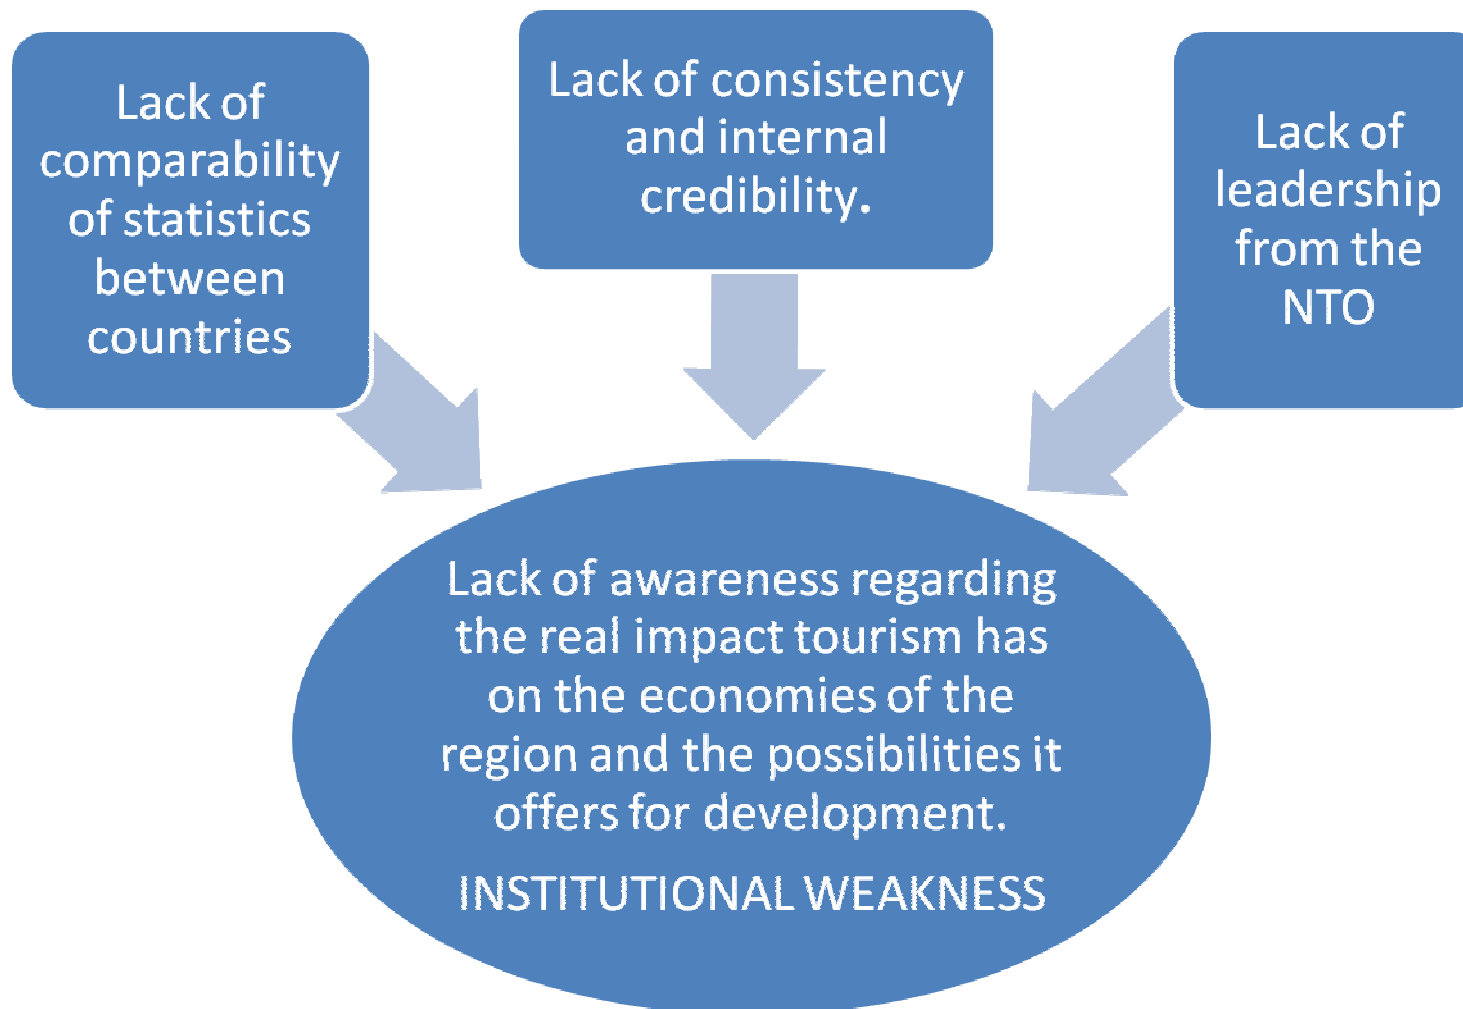 Lack of
comparability
of statistics
between
countries
Lack of consistency
and internal
credibility.
Lack of
leadership
from the
NTO
Lack of awareness regarding
the real impact tourism has
on the economies of the
region and the possibilities it
offers for development.
INSTITUTIONAL WEAKNESS